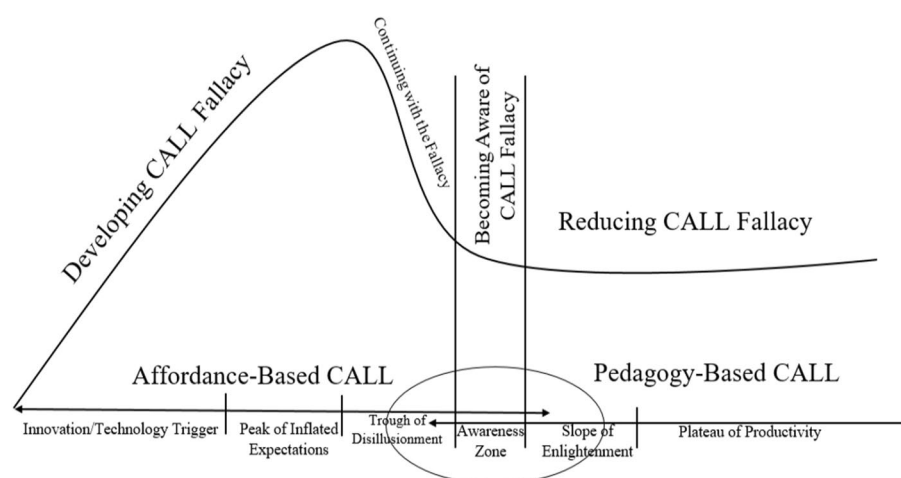 Developing CALL Fallacy
Continuing with the Fallacy
Becoming Aware of
CALL Fallacy
Reducing CALL Fallacy
Affordance-Based CALL
Pedagogy-Based CALL
Innovation/Technology Trigger
Peak of Inflated
Expectations
Trough of
Disillusionment
Awareness
Zone
Slope of
Enlightenment
Plateau of Productivity